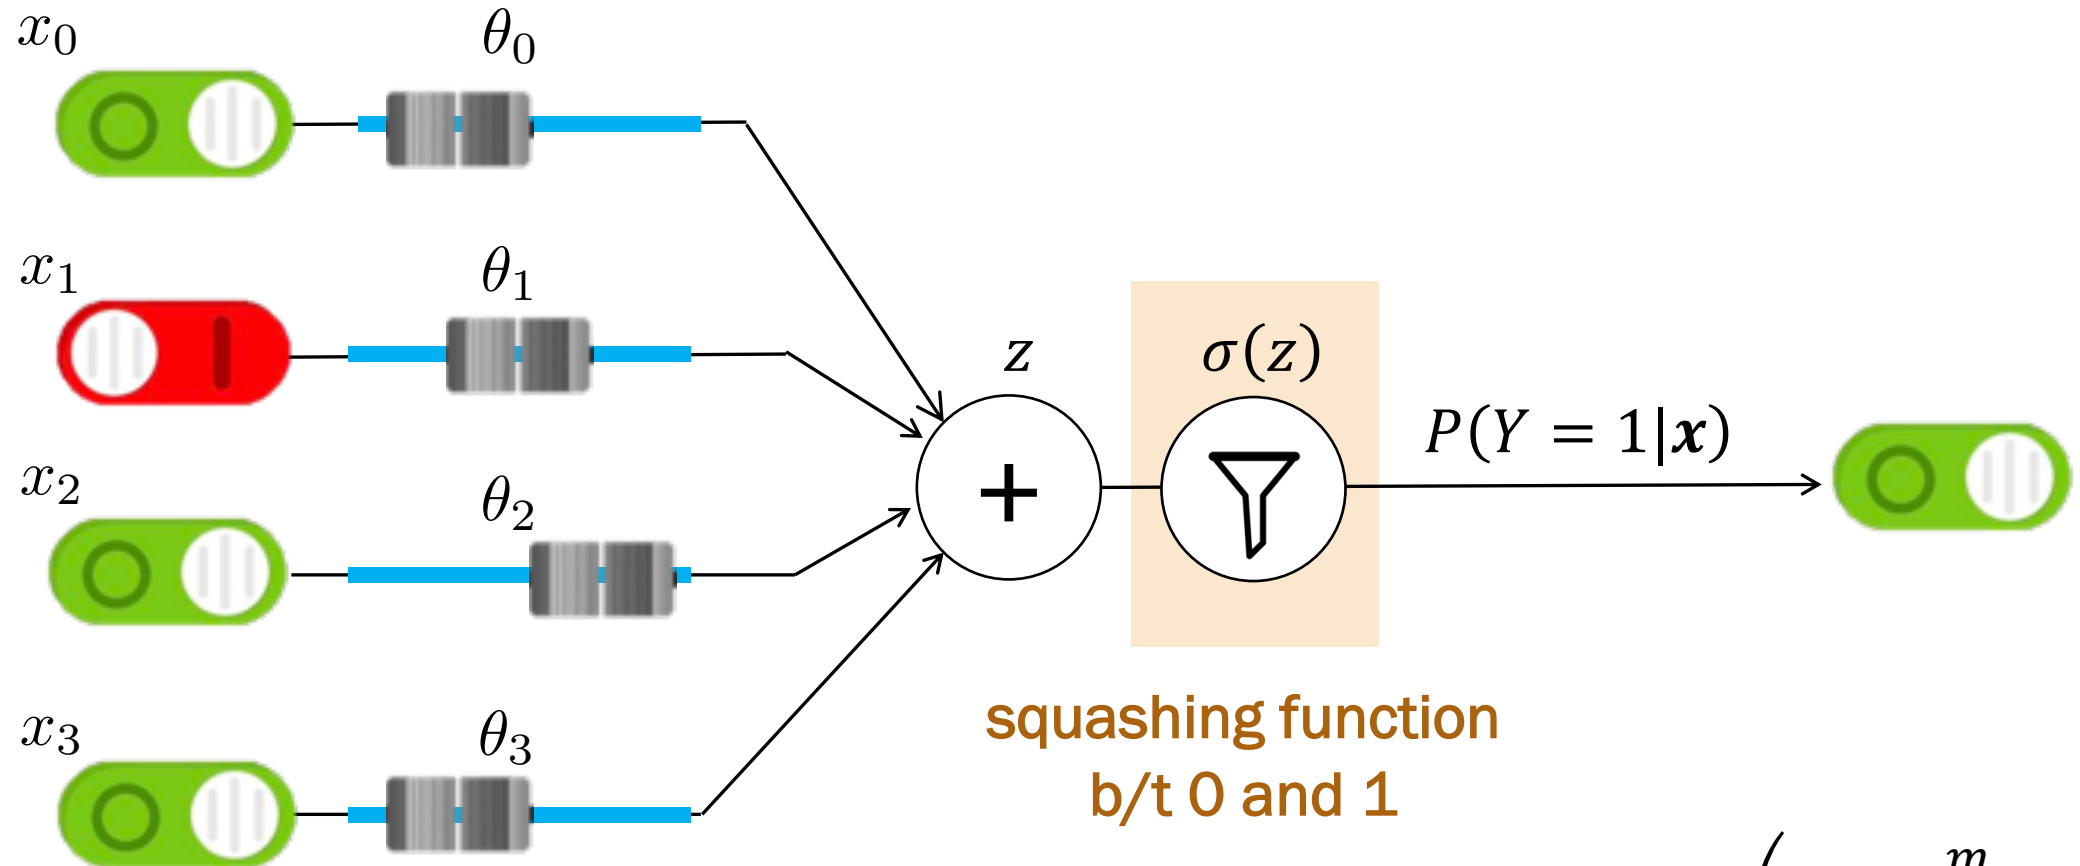 x₀ θ₀
x₁ θ₁
z σ(z)
P(Y = 1|x)
+
x₂ θ₂
squashing function
b/t 0 and 1
x₃ θ₃
( m